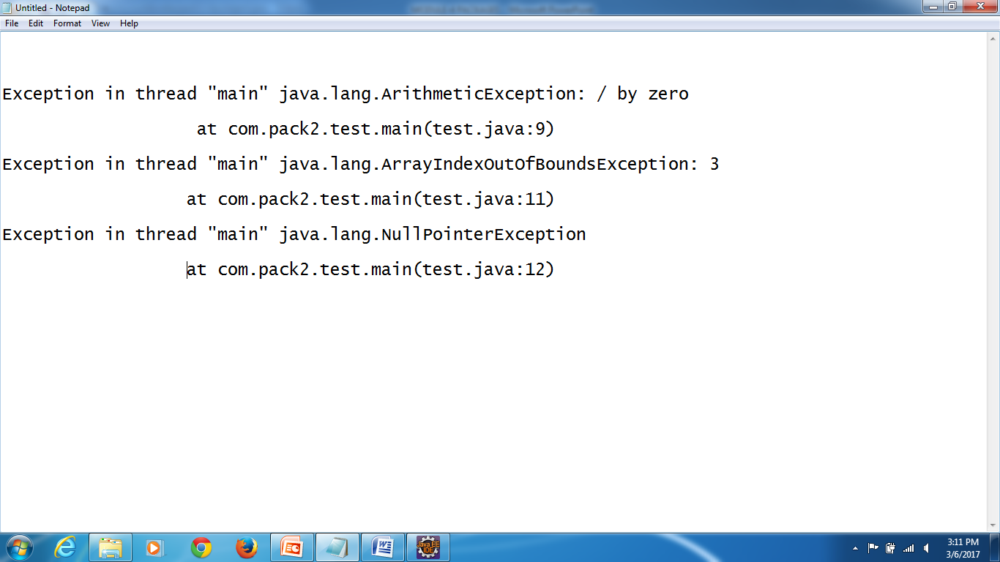 Untitled - Notepad
File Edit Format View Help
Exception in thread "main" java.lang.ArithmeticException: / by zero
at com.pack2.test.main(test.java:9)
Exception in thread "main" java.lang.ArrayIndexOutOfBoundsException: 3
at com.pack2.test.main(test.java:11)
Exception in thread "main" java.lang.NullPointerException
at com.pack2.test.main(test.java:12)
Java EE
IDE
3:11 PM
3/6/2017